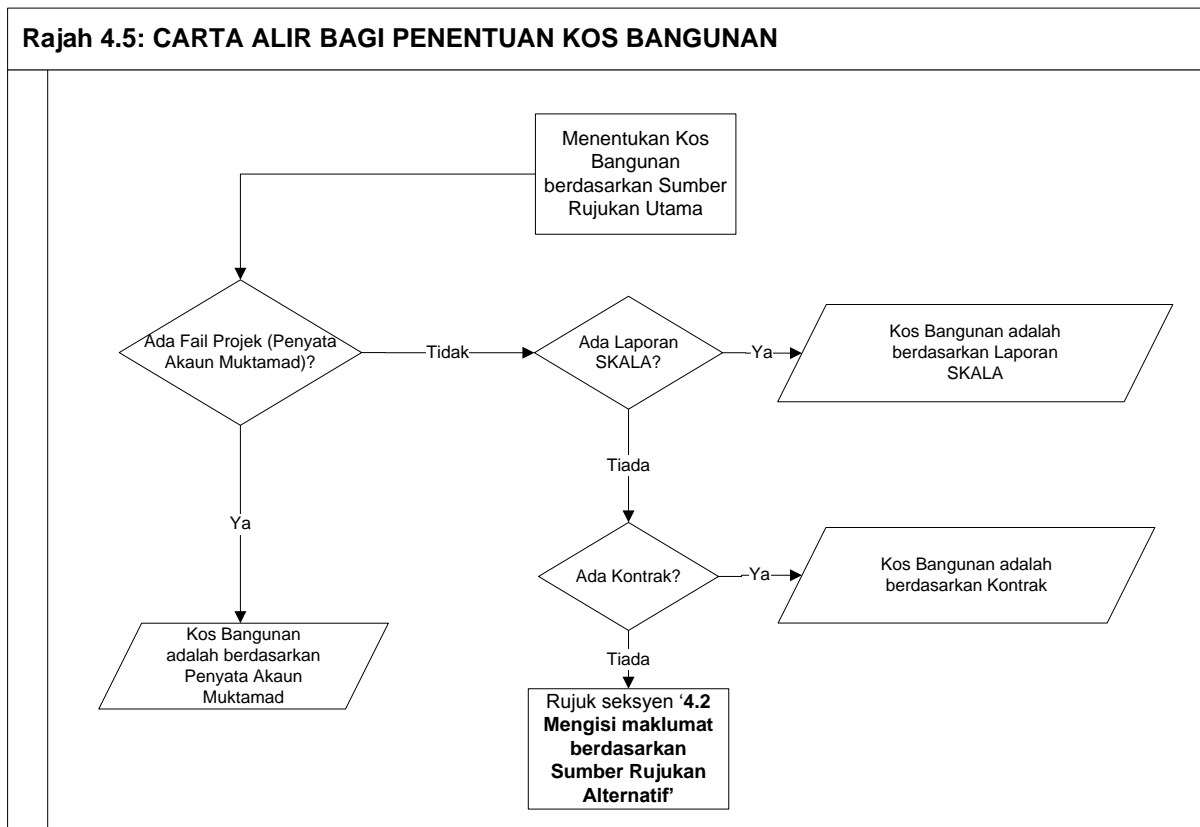 Rajah 4.5: CARTA ALIR BAGI PENENTUAN KOS BANGUNAN
Menentukan Kos
Bangunan
berdasarkan Sumber
Rujukan Utama
Ada Fail Projek (Penyata
Akaun Muktamad)?
Tidak
Ada Laporan
SKALA?
Ya
Kos Bangunan adalah
berdasarkan Laporan
SKALA
Tiada
Ya
Ada Kontrak?
Ya
Kos Bangunan adalah
berdasarkan Kontrak
Kos Bangunan
adalah berdasarkan
Penyata Akaun
Muktamad
Tiada
Rujuk seksyen ‘4.2
Mengisi maklumat
berdasarkan
Sumber Rujukan
Alternatif’